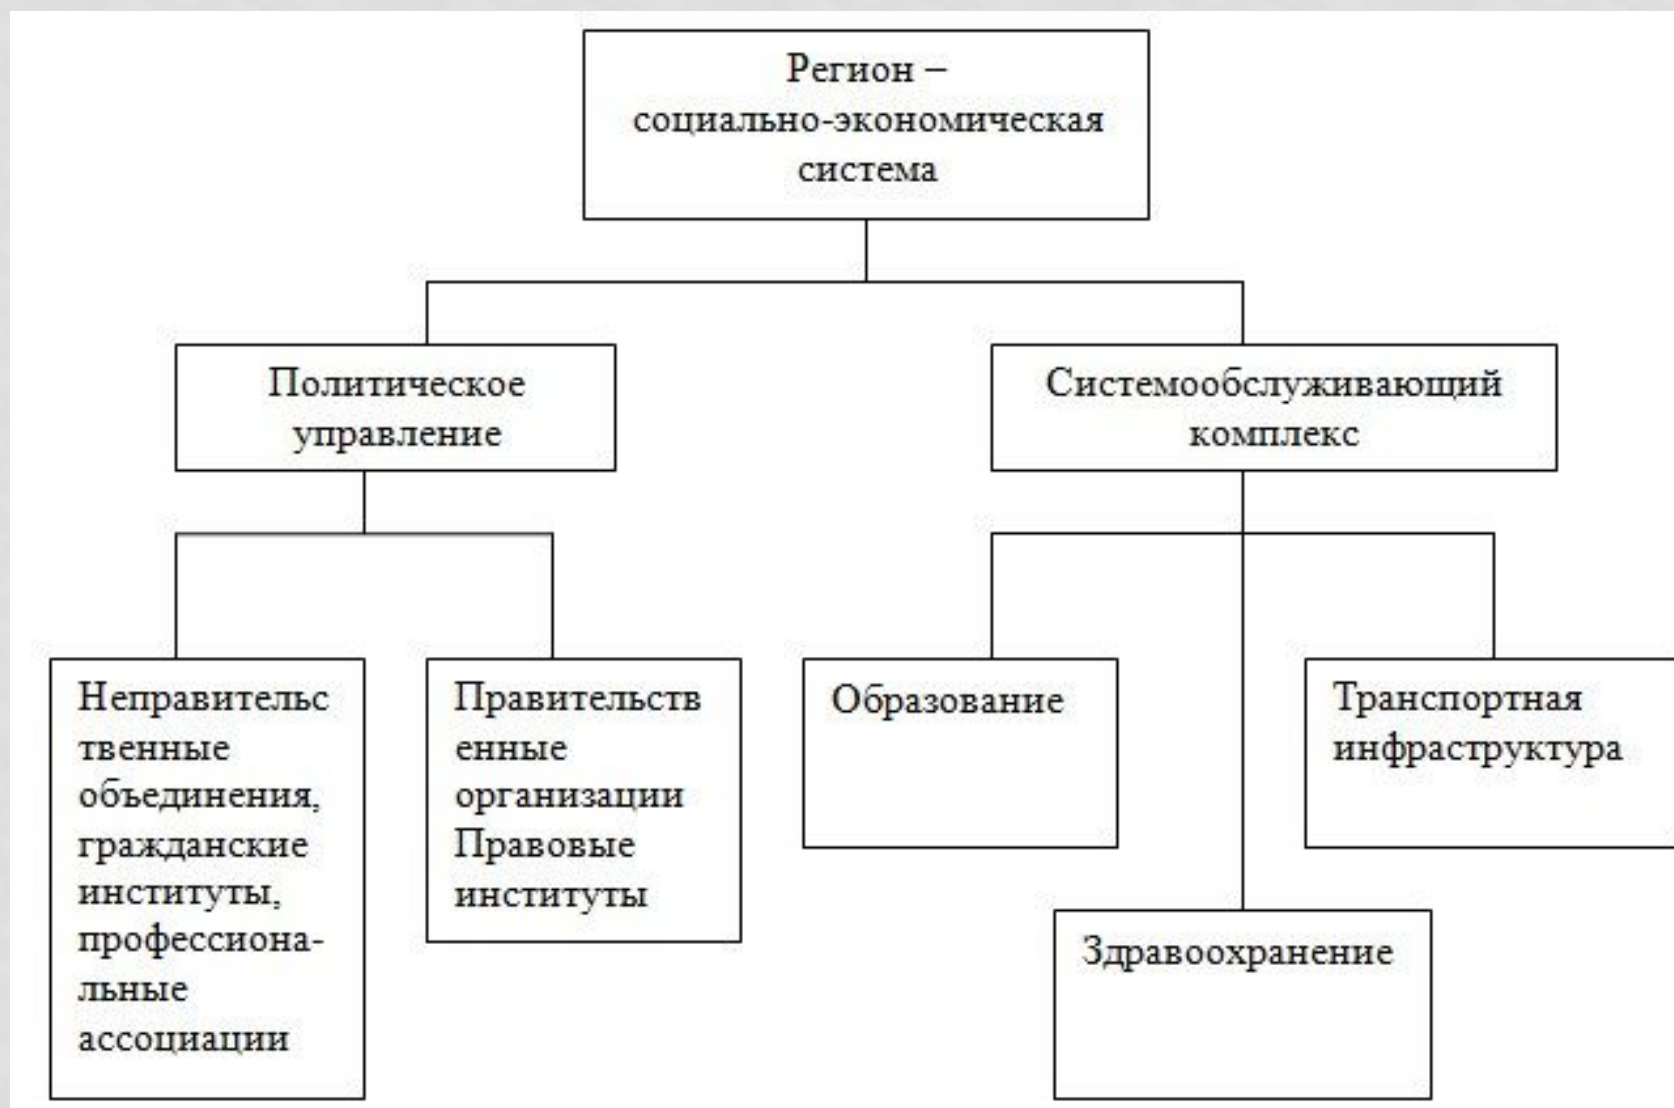 Регион –
социально-экономическая
система
Политическое
управление
Системообслуживающий
комплекс
Неправительс
твенные
объединения,
гражданские
институты,
профессиона-
льные
ассоциации
Правительств
енные
организации
Правовые
институты
Образование
Транспортная
инфраструктура
Здравоохранение